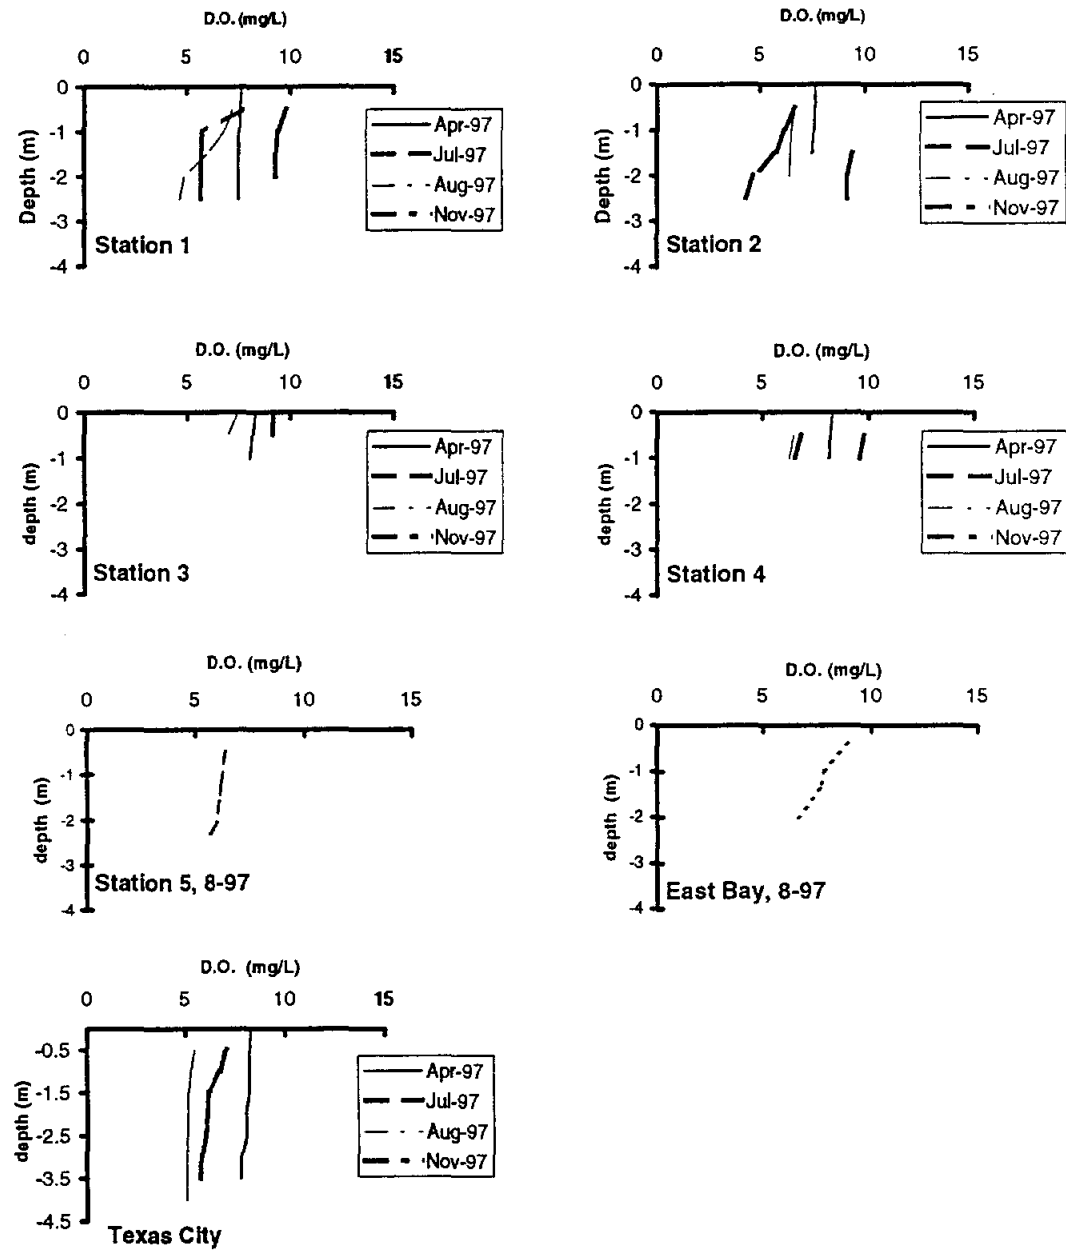 D.O. (mg/L)
0 5 10 15
0
-1
-2
-3
-4
Depth (m)
Station 1
Apr-97
Jul-97
Aug-97
Nov-97
D.O. (mg/L)
0 5 10 15
0
-1
-2
-3
-4
Depth (m)
Station 2
Apr-97
Jul-97
Aug-97
Nov-97
D.O. (mg/L)
0 5 10 15
0
-1
-2
-3
-4
depth (m)
Station 3
Apr-97
Jul-97
Aug-97
Nov-97
D.O. (mg/L)
0 5 10 15
0
-1
-2
-3
-4
depth (m)
Station 4
Apr-97
Jul-97
Aug-97
Nov-97
D.O. (mg/L)
0 5 10 15
0
-1
-2
-3
-4
depth (m)
Station 5, 8-97
D.O. (mg/L)
0 5 10 15
0
-1
-2
-3
-4
depth (m)
East Bay, 8-97
D.O. (mg/L)
0 5 10 15
-0.5
-1.5
-2.5
-3.5
-4.5
depth (m)
Texas City
Apr-97
Jul-97
Aug-97
Nov-97